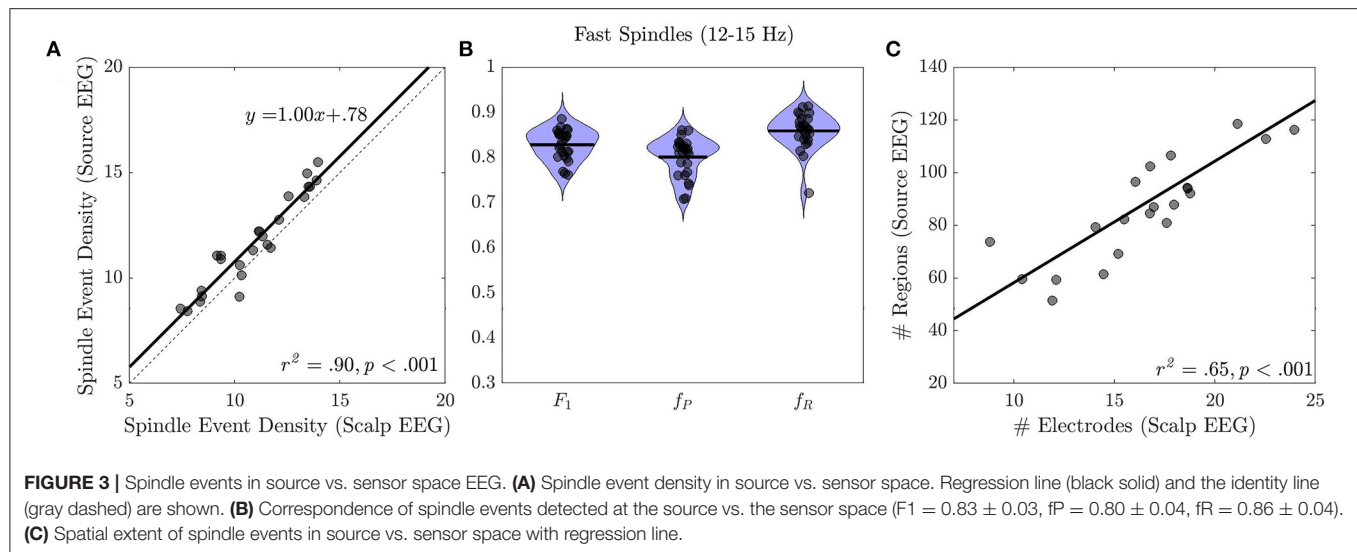 Fast Spindles (12-15 Hz)
A
20
15
10
5
5
10
15
20
Spindle Event Density (Source EEG)
Spindle Event Density (Scalp EEG)
y =1.00x+.78
r² = .90, p < .001
B
1
0.9
0.8
0.7
0.6
0.5
0.4
0.3
F₁
f_P
f_R
C
140
120
100
80
60
40
20
10
15
20
25
# Regions (Source EEG)
# Electrodes (Scalp EEG)
r² = .65, p < .001
FIGURE 3 | Spindle events in source vs. sensor space EEG. (A) Spindle event density in source vs. sensor space. Regression line (black solid) and the identity line
(gray dashed) are shown. (B) Correspondence of spindle events detected at the source vs. the sensor space (F1 = 0.83 ± 0.03, fP = 0.80 ± 0.04, fR = 0.86 ± 0.04).
(C) Spatial extent of spindle events in source vs. sensor space with regression line.